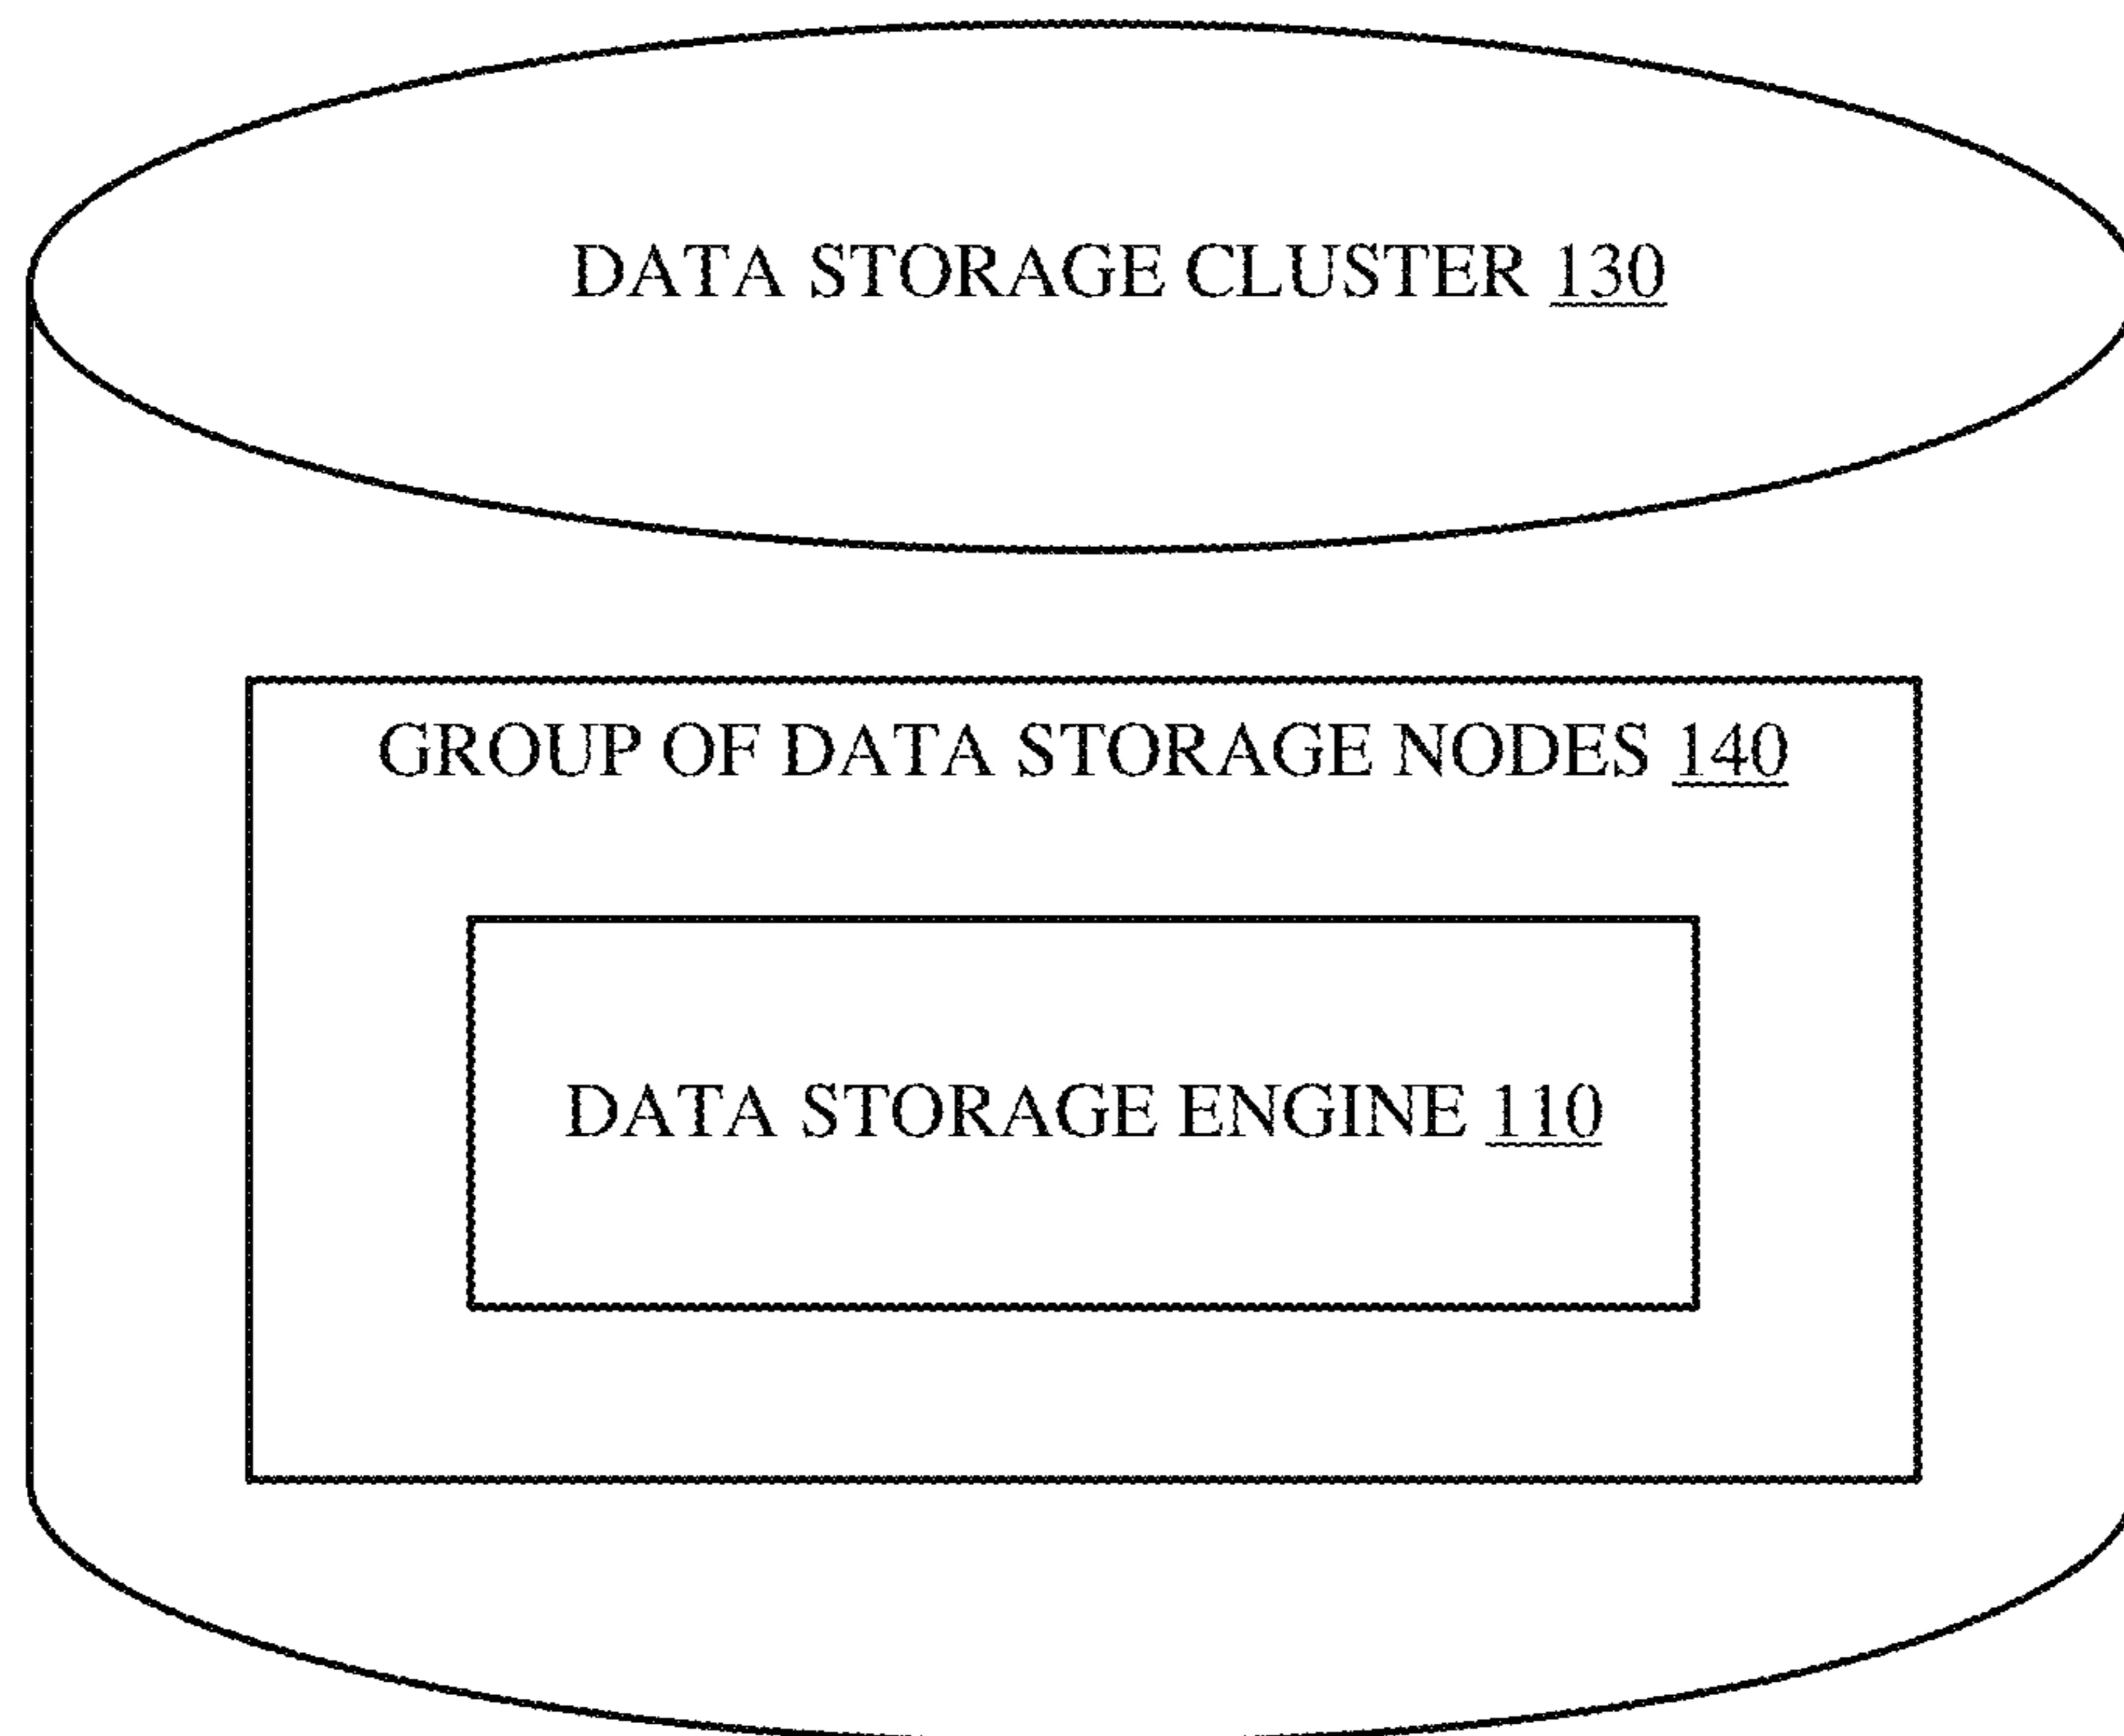 DATA STORAGE CLUSTER 130
GROUP OF DATA STORAGE NODES 140
DATA STORAGE ENGINE 110